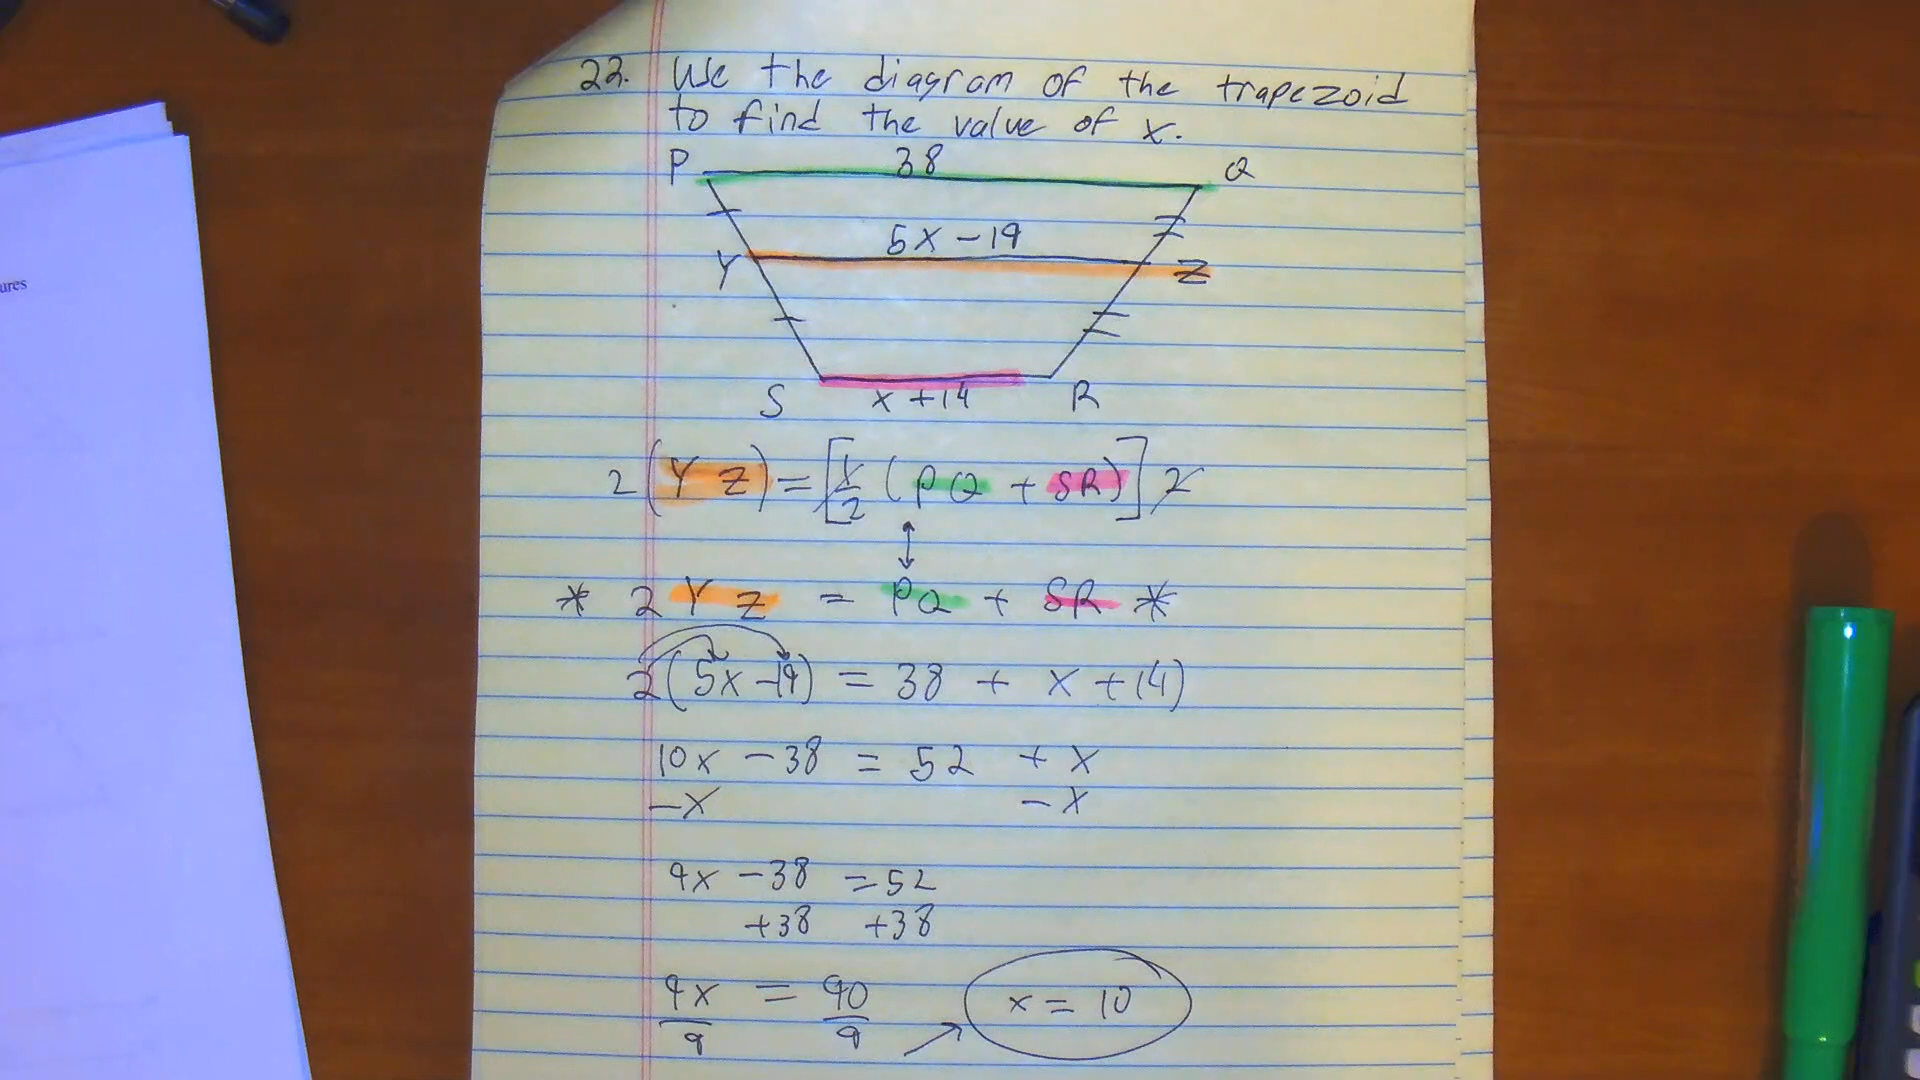 22. Use the diagram of the trapezoid
to find the value of x.
P 38 Q
5x - 19
Y Z
S x + 14 R
2(YZ) = [1/2 (PQ + SR)] 2
* 2 YZ = PQ + SR *
2(5x - 19) = 38 + x + 14)
10x - 38 = 52 + x
-x - x
9x - 38 = 52
+38 +38
9x = 90
9 9
x = 10
ures